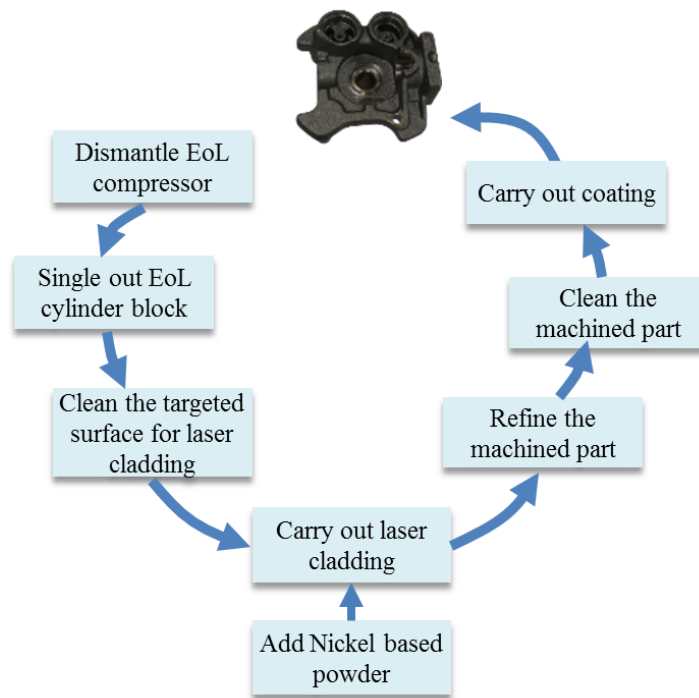 Dismantle EoL
compressor
Single out EoL
cylinder block
Clean the targeted
surface for laser
cladding
Carry out laser
cladding
Add Nickel based
powder
Refine the
machined part
Clean the
machined part
Carry out coating